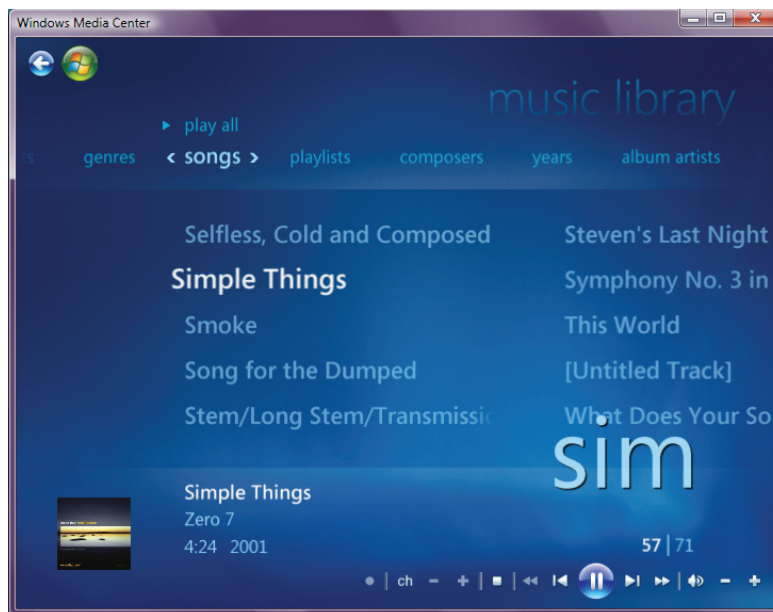 Windows Media Center
music library
play all
ts genres < songs > playlists composers years album artists
Selfless, Cold and Composed Steven's Last Night
Simple Things Symphony No. 3 in
Smoke This World
Song for the Dumped [Untitled Track]
Stem/Long Stem/Transmissic What Does Your So
sim
Simple Things
Zero 7
4:24 2001 57|71
ch